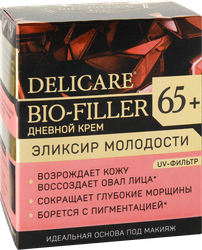 DELICARE®
BIO-FILLER
ДНЕВНОЙ КРЕМ
65+
ЭЛИКСИР МОЛОДОСТИ
UV-ФИЛЬТР
• ВОЗРОЖДАЕТ КОЖУ
ВОССОЗДАЕТ ОВАЛ ЛИЦА*
• СОКРАЩАЕТ ГЛУБОКИЕ МОРЩИНЫ
• БОРЕТСЯ С ПИГМЕНТАЦИЕЙ*
ИДЕАЛЬНАЯ ОСНОВА ПОД МАКИЯЖ